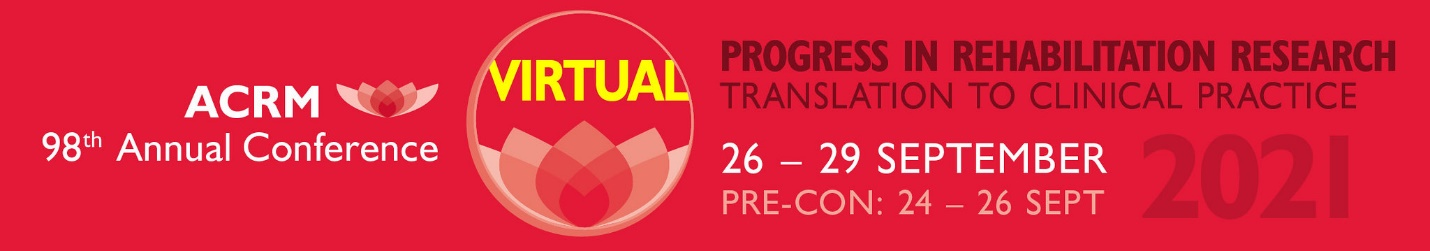 ACRM
98th Annual Conference
VIRTUAL
PROGRESS IN REHABILITATION RESEARCH
TRANSLATION TO CLINICAL PRACTICE
26 – 29 SEPTEMBER
PRE-CON: 24 – 26 SEPT
2021